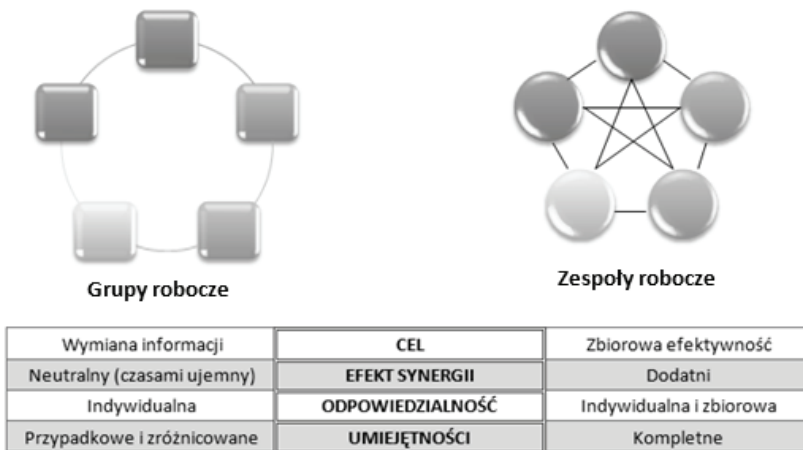 Grupy robocze
Zespoły robocze
Wymiana informacji CEL Zbiorowa efektywność
Neutralny (czasami ujemny) EFEKT SYNERGII Dodatni
Indywidualna ODPOWIEDZIALNOŚĆ Indywidualna i zbiorowa
Przypadkowe i zróżnicowane UMIEJĘTNOŚCI Kompletne